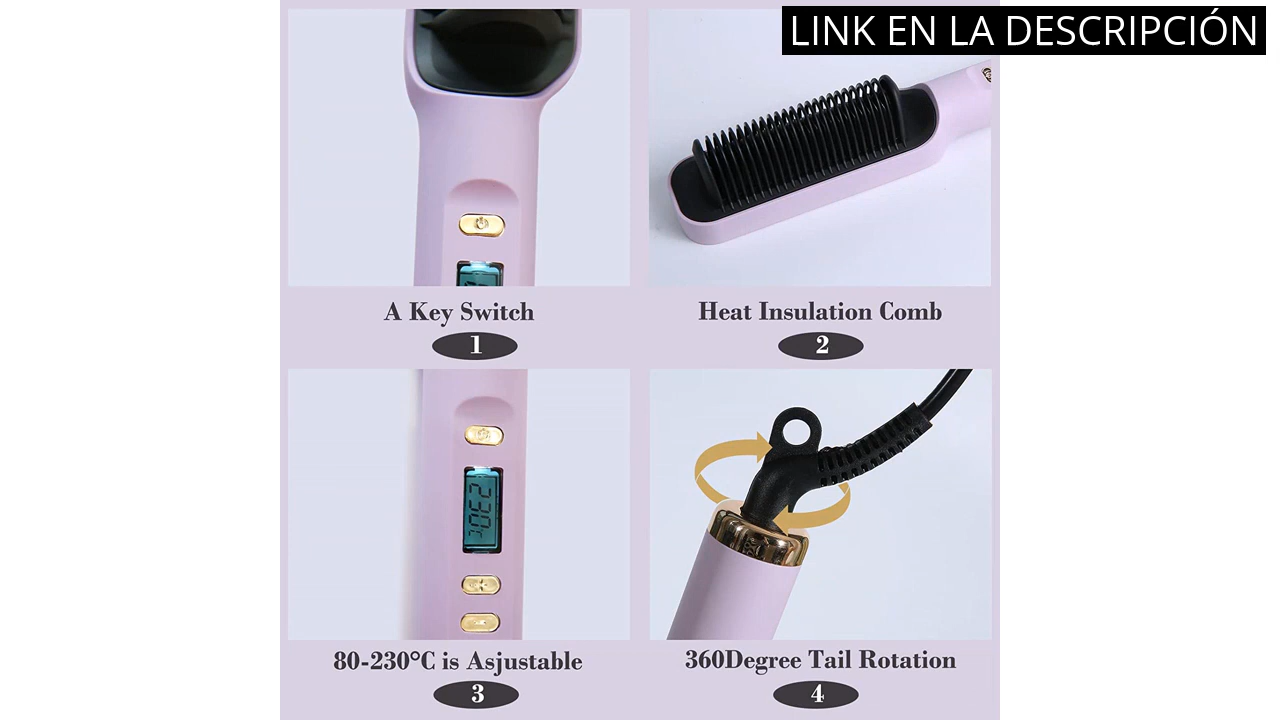 LINK EN LA DESCRIPCIÓN
A Key Switch
1
Heat Insulation Comb
2
230°C
80-230°C is Asjustable
3
360Degree Tail Rotation
4